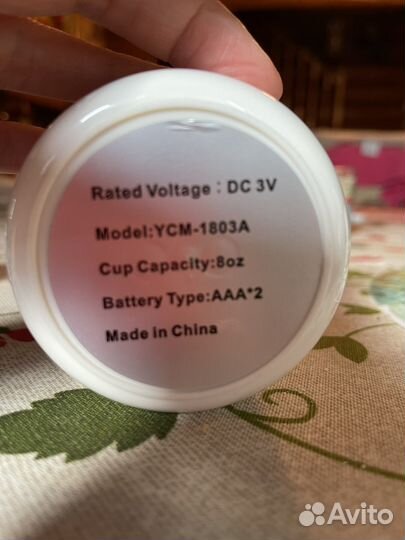 Rated Voltage : DC 3V
Model:YCM-1803A
Cup Capacity:8oz
Battery Type:AAA*2
Made in China
Avito